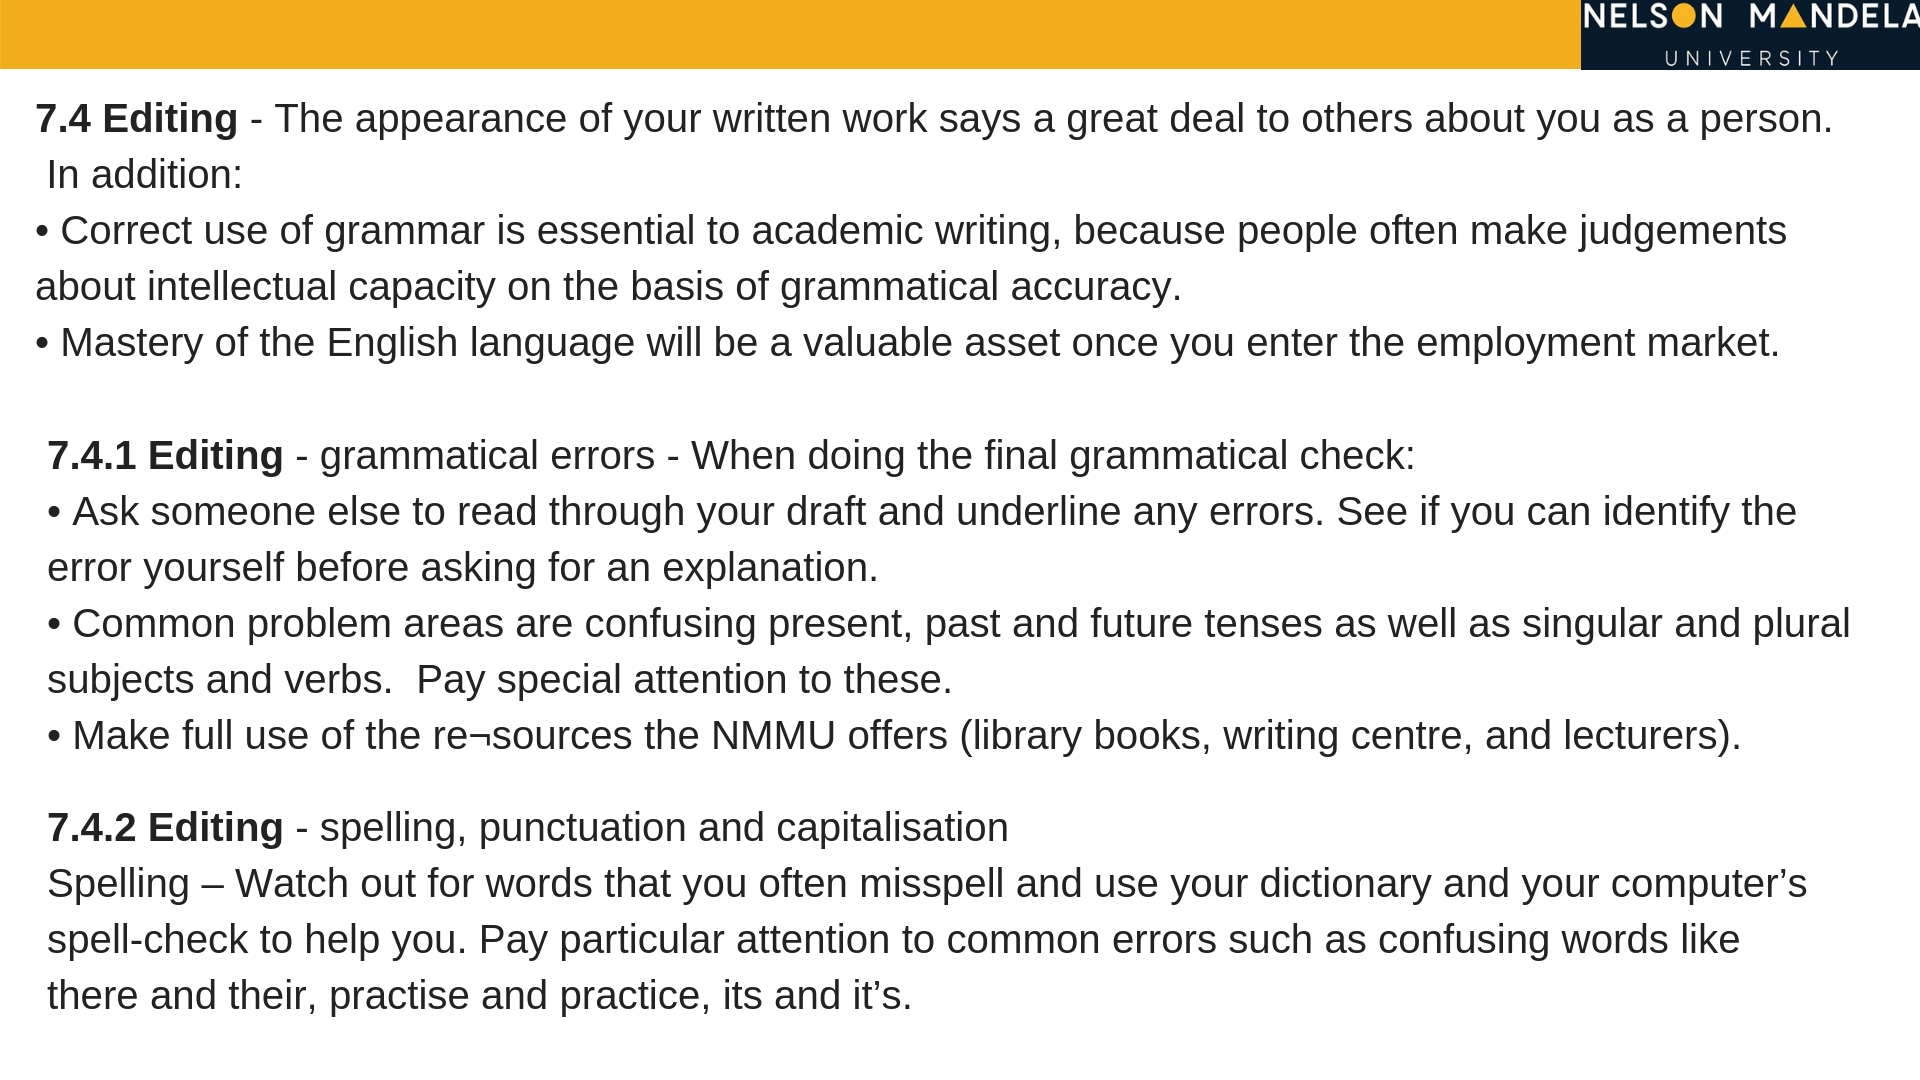 NELSON MANDELA
UNIVERSITY
7.4 Editing - The appearance of your written work says a great deal to others about you as a person.
In addition:
• Correct use of grammar is essential to academic writing, because people often make judgements
about intellectual capacity on the basis of grammatical accuracy.
• Mastery of the English language will be a valuable asset once you enter the employment market.
7.4.1 Editing - grammatical errors - When doing the final grammatical check:
• Ask someone else to read through your draft and underline any errors. See if you can identify the
error yourself before asking for an explanation.
• Common problem areas are confusing present, past and future tenses as well as singular and plural
subjects and verbs.  Pay special attention to these.
• Make full use of the re¬sources the NMMU offers (library books, writing centre, and lecturers).
7.4.2 Editing - spelling, punctuation and capitalisation
Spelling – Watch out for words that you often misspell and use your dictionary and your computer’s
spell-check to help you. Pay particular attention to common errors such as confusing words like
there and their, practise and practice, its and it’s.